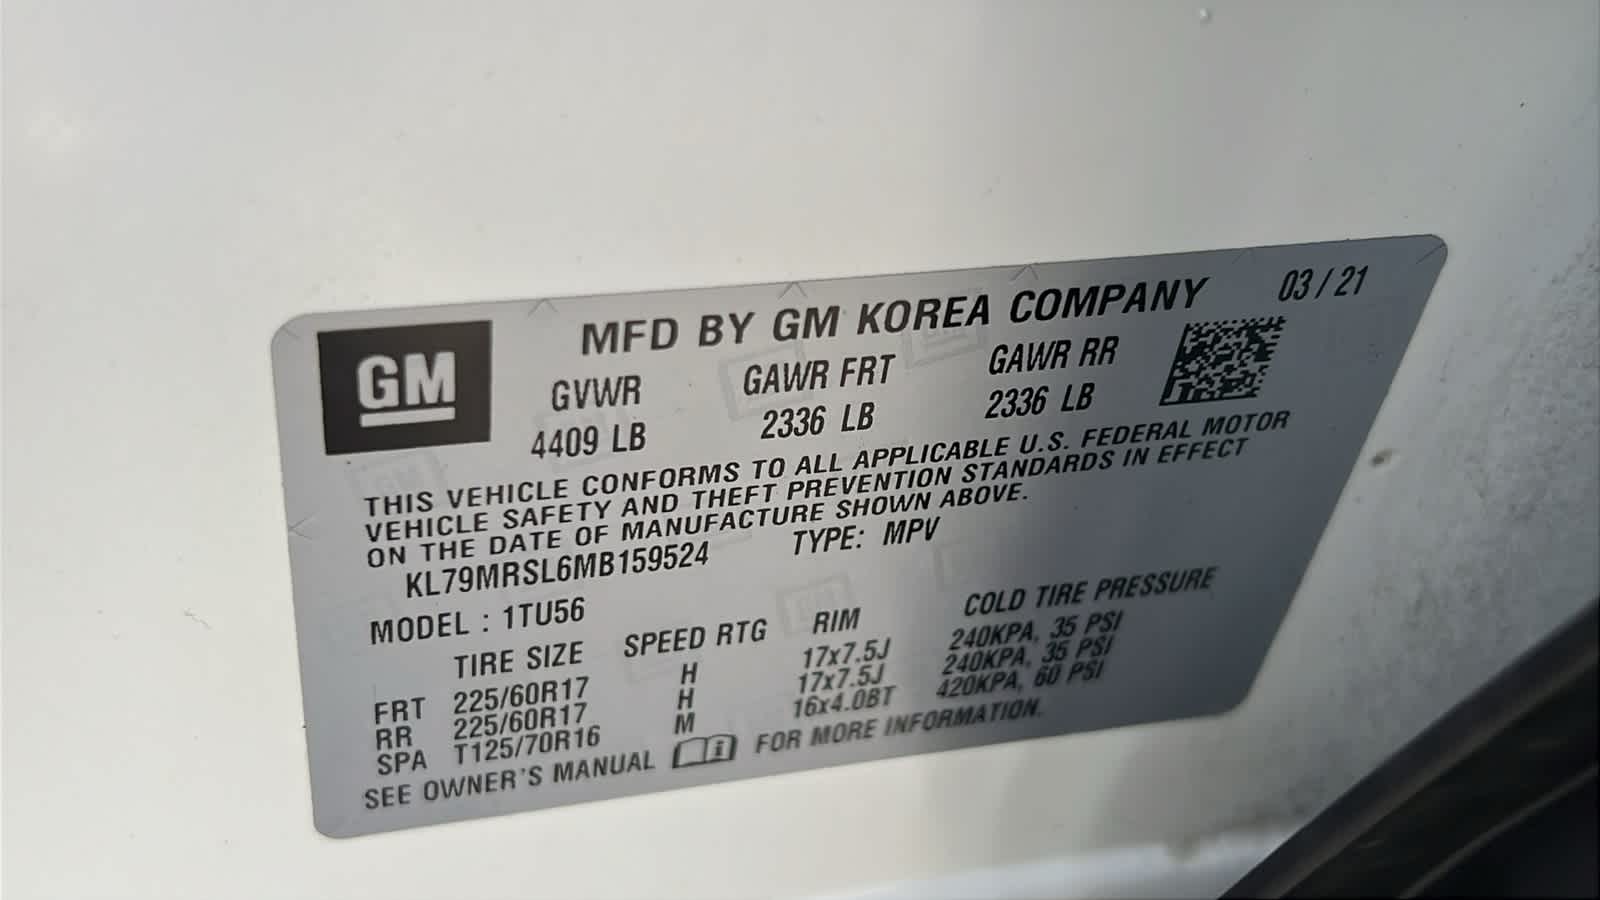 GM
MFD BY GM KOREA COMPANY 03/21
GVWR GAWR FRT GAWR RR
4409 LB 2336 LB 2336 LB
THIS VEHICLE CONFORMS TO ALL APPLICABLE U.S. FEDERAL MOTOR
VEHICLE SAFETY AND THEFT PREVENTION STANDARDS IN EFFECT
ON THE DATE OF MANUFACTURE SHOWN ABOVE.
KL79MRSL6MB159524 TYPE: MPV
MODEL : 1TU56
TIRE SIZE SPEED RTG RIM COLD TIRE PRESSURE
FRT 225/60R17 H 17x7.5J 240KPA, 35 PSI
RR 225/60R17 H 17x7.5J 240KPA, 35 PSI
SPA T125/70R16 M 16x4.0BT 420KPA, 60 PSI
SEE OWNER'S MANUAL FOR MORE INFORMATION.